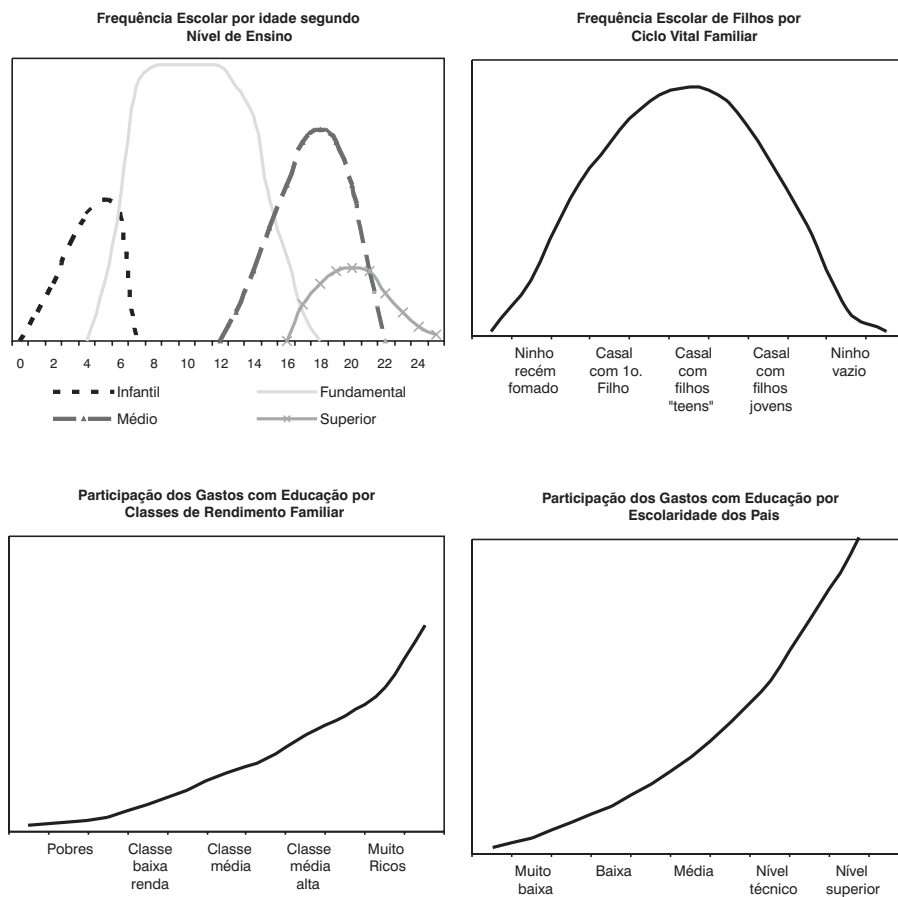 Frequência Escolar por idade segundo
Nível de Ensino
0 2 4 6 8 10 12 14 16 18 20 22 24
Infantil
Fundamental
Médio
Superior
Frequência Escolar de Filhos por
Ciclo Vital Familiar
Ninho
recém
fomado
Casal
com 1o.
Filho
Casal
com
filhos
"teens"
Casal
com
filhos
jovens
Ninho
vazio
Participação dos Gastos com Educação por
Classes de Rendimento Familiar
Pobres
Classe
baixa
renda
Classe
média
Classe
média
alta
Muito
Ricos
Participação dos Gastos com Educação por
Escolaridade dos Pais
Muito
baixa
Baixa
Média
Nível
técnico
Nível
superior